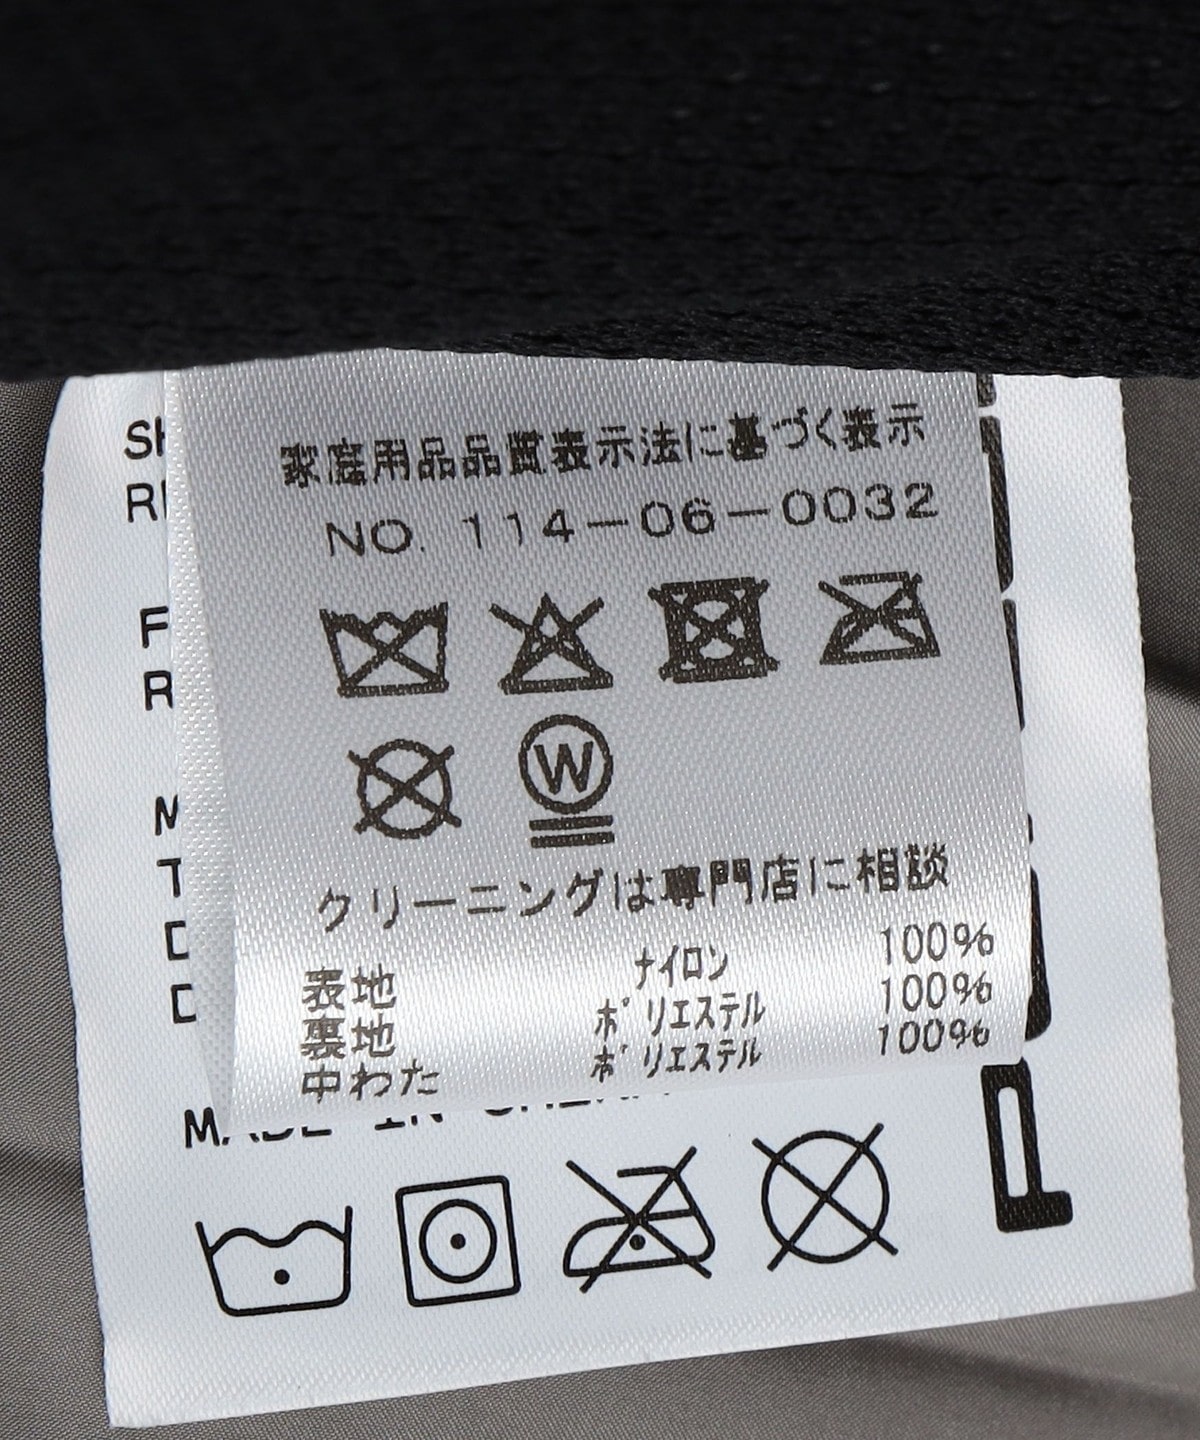 家庭用品品質表示法に基づく表示
NO. 114-06-0032
W
クリーニングは専門店に相談
表地 ナイロン 100%
裏地 ポリエステル 100%
中わた ポリエステル 100%